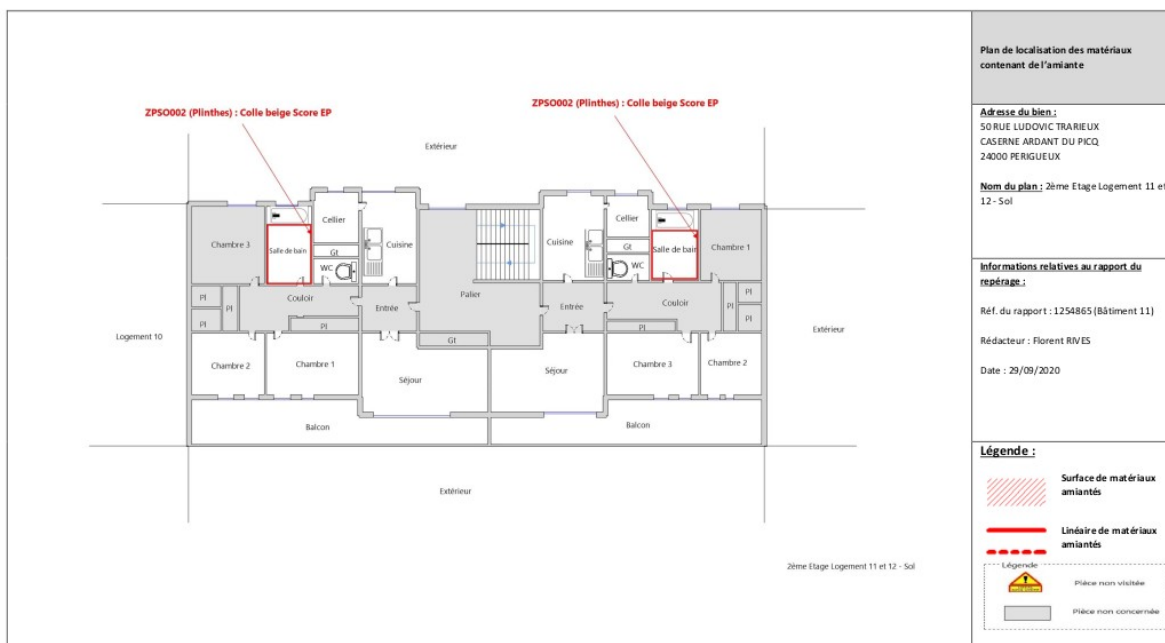 ZPSO002 (Plinthes) : Colle beige Score EP
ZPSO002 (Plinthes) : Colle beige Score EP
Extérieur
Chambre 3
Salle de bain
Cellier
Gt
WC
Cuisine
Cuisine
Cellier
Gt
WC
Salle de bain
Chambre 1
Pl
Pl
Pl
Couloir
Pl
Entrée
Palier
Entrée
Couloir
Pl
Pl
Pl
Pl
Logement 10
Extérieur
Chambre 2
Chambre 1
Séjour
Gt
Séjour
Chambre 3
Chambre 2
Balcon
Balcon
Extérieur
2ème Etage Logement 11 et 12 - Sol
Plan de localisation des matériaux
contenant de l'amiante
Adresse du bien :
50 RUE LUDOVIC TRARIEUX
CASERNE ARDANT DU PICQ
24000 PERIGUEUX
Nom du plan : 2ème Etage Logement 11 et
12 - Sol
Informations relatives au rapport du
repérage :
Réf. du rapport : 1254865 (Bâtiment 11)
Rédacteur : Florent RIVES
Date : 29/09/2020
Légende :
Surface de matériaux
amiantés
Linéaire de matériaux
amiantés
Légende
Pièce non visitée
Pièce non concernée